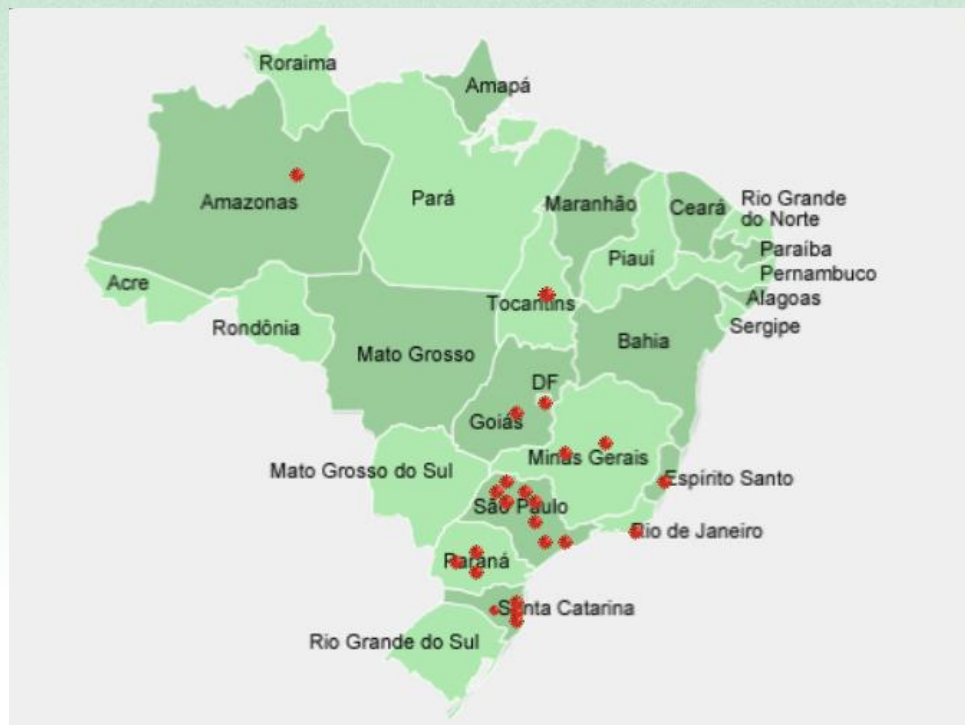 Roraima
Amapá
Amazonas
Pará
Maranhão
Ceará
Rio Grande
do Norte
Paraíba
Piauí
Pernambuco
Acre
Tocantins
Alagoas
Rondônia
Sergipe
Bahia
Mato Grosso
DF
Goiás
Minas Gerais
Mato Grosso do Sul
Espírito Santo
São Paulo
Rio de Janeiro
Paraná
Santa Catarina
Rio Grande do Sul